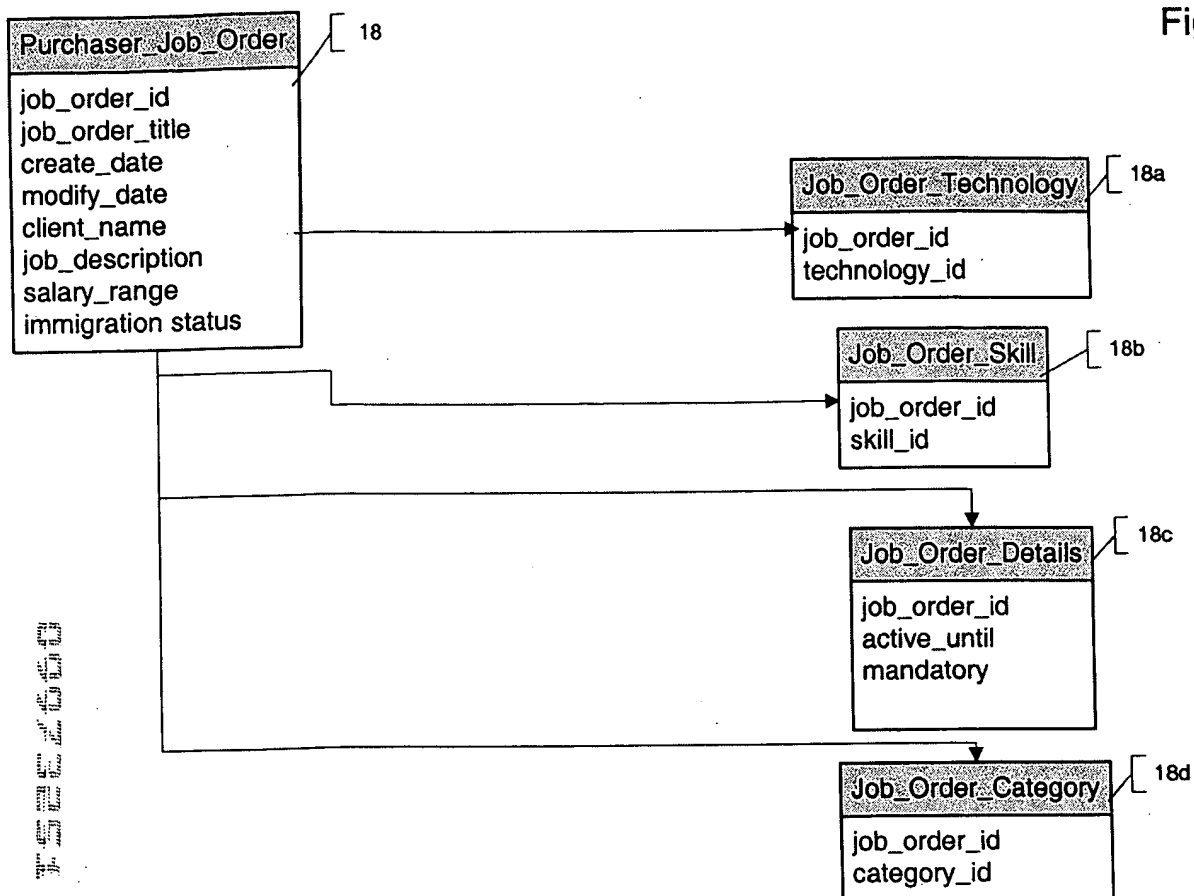 Fig
Purchaser_Job_Order
18
job_order_id
job_order_title
create_date
modify_date
client_name
job_description
salary_range
immigration status
Job_Order_Technology
18a
job_order_id
technology_id
Job_Order_Skill
18b
job_order_id
skill_id
Job_Order_Details
18c
job_order_id
active_until
mandatory
Job_Order_Category
18d
job_order_id
category_id